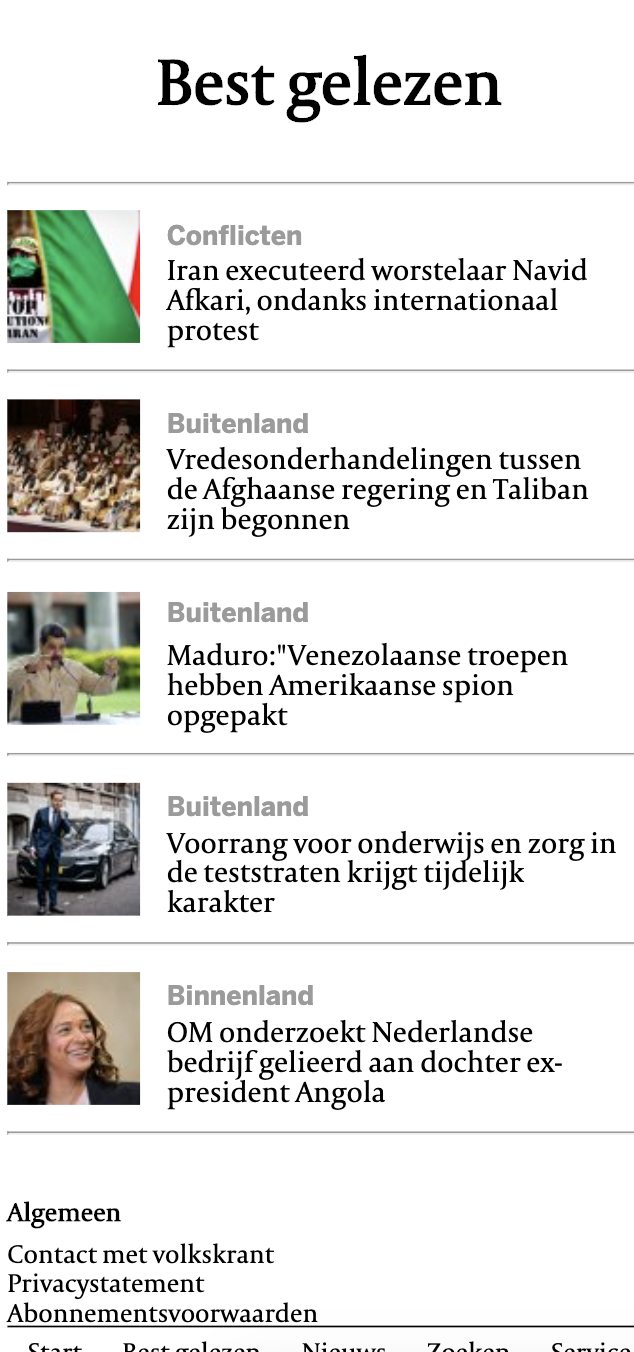 Best gelezen
Conflicten
Iran executeerd worstelaar Navid
Afkari, ondanks internationaal
protest
Buitenland
Vredesonderhandelingen tussen
de Afghaanse regering en Taliban
zijn begonnen
Buitenland
Maduro:"Venezolaanse troepen
hebben Amerikaanse spion
opgepakt
Buitenland
Voorrang voor onderwijs en zorg in
de teststraten krijgt tijdelijk
karakter
Binnenland
OM onderzoekt Nederlandse
bedrijf gelieerd aan dochter ex-
president Angola
Algemeen
Contact met volkskrant
Privacystatement
Abonnementsvoorwaarden
Start Best gelezen Nieuws Zoeken Service